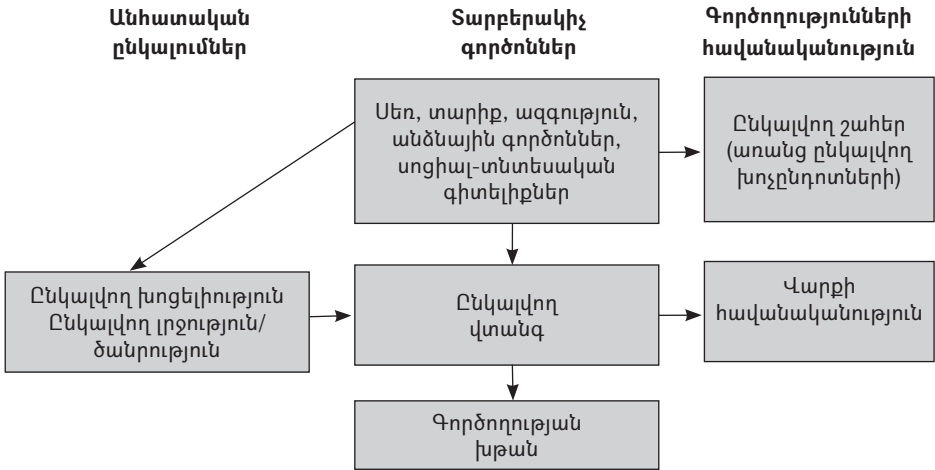 Անհատական
ընկալումներ
Տարբերակիչ
գործոններ
Գործողությունների
հավանականություն
Սեռ, տարիք, ազգություն,
անձնային գործոններ,
սոցիալ-տնտեսական
գիտելիքներ
Ընկալվող շահեր
(առանց ընկալվող
խոչընդոտների)
Ընկալվող խոցելիություն
Ընկալվող լրջություն/
ծանրություն
Ընկալվող
վտանգ
Վարքի
հավանականություն
Գործողության
խթան